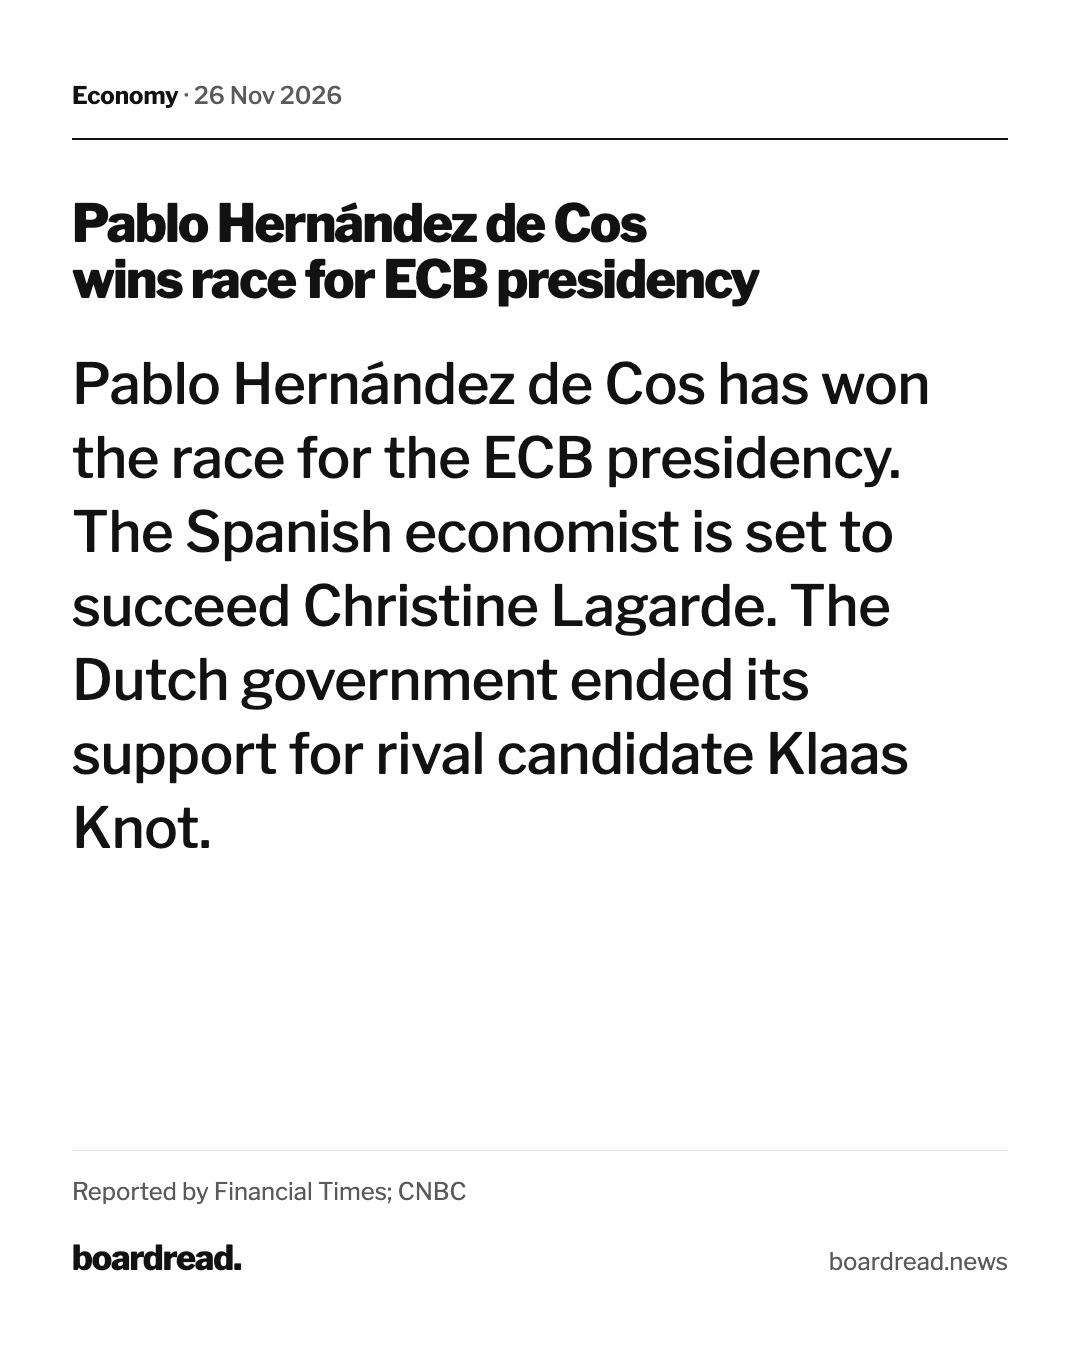 Economy · 26 Nov 2026
Pablo Hernández de Cos
wins race for ECB presidency
Pablo Hernández de Cos has won
the race for the ECB presidency.
The Spanish economist is set to
succeed Christine Lagarde. The
Dutch government ended its
support for rival candidate Klaas
Knot.
Reported by Financial Times; CNBC
boardread.
boardread.news